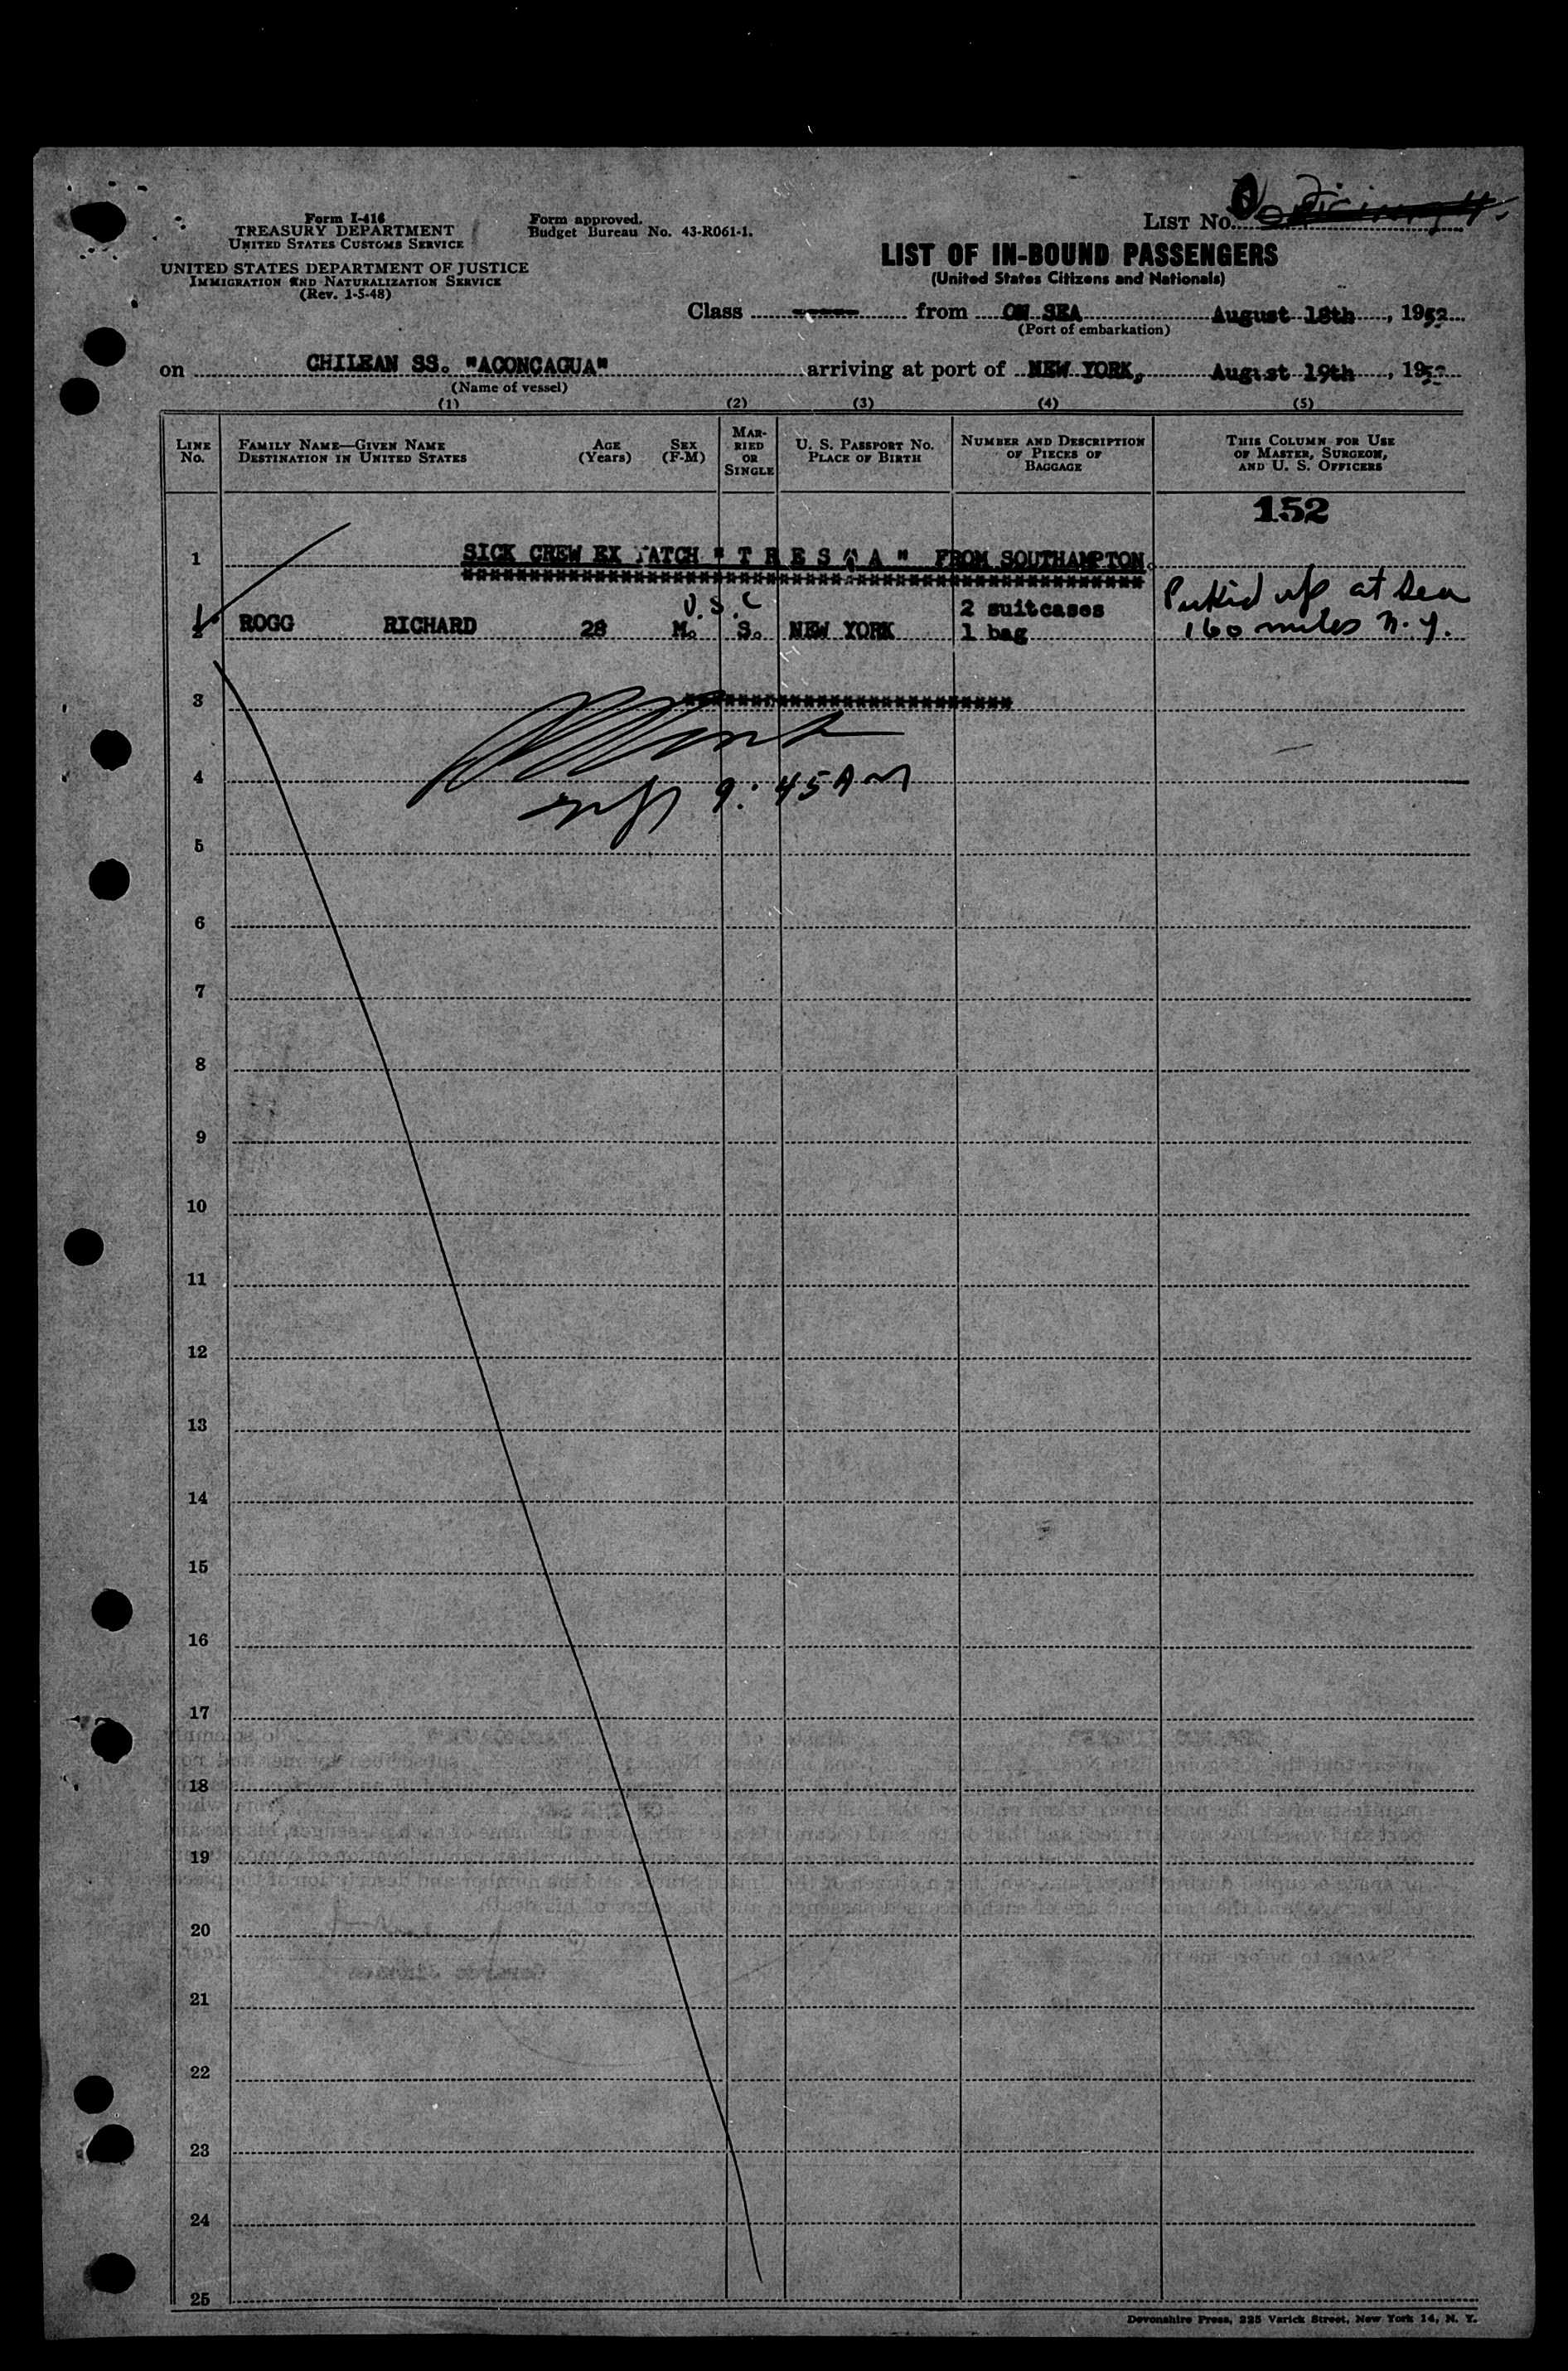 Form I-416
TREASURY DEPARTMENT
UNITED STATES CUSTOMS SERVICE
UNITED STATES DEPARTMENT OF JUSTICE
IMMIGRATION AND NATURALIZATION SERVICE
(Rev. 1-5-48)
Form approved.
Budget Bureau No. 43-R061-1.
LIST No.
LIST OF IN-BOUND PASSENGERS
(United States Citizens and Nationals)
Class ----- from ON SEA August 18th, 1952
(Port of embarkation)
on CHILEAN SS. "ACONCAGUA" arriving at port of NEW YORK, August 19th, 1952
(Name of vessel)
(1) (2) (3) (4) (5)
LINE No. FAMILY NAME—GIVEN NAME DESTINATION IN UNITED STATES AGE (Years) SEX (F-M) MARRIED OR SINGLE U. S. PASSPORT NO. PLACE OF BIRTH NUMBER AND DESCRIPTION OF PIECES OF BAGGAGE THIS COLUMN FOR USE OF MASTER, SURGEON, AND U. S. OFFICERS
152
1 SICK CREW EX FROM SOUTHAMPTON.
U.S.C
2 ROGG RICHARD 28 M. S. NEW YORK 2 suitcases 1 bag Picked up at Sea 160 miles N.Y.
3
4 9:45 AM
5
6
7
8
9
10
11
12
13
14
15
16
17
18
19
20
21
22
23
24
25
Devonshire Press, 225 Varick Street, New York 14, N. Y.